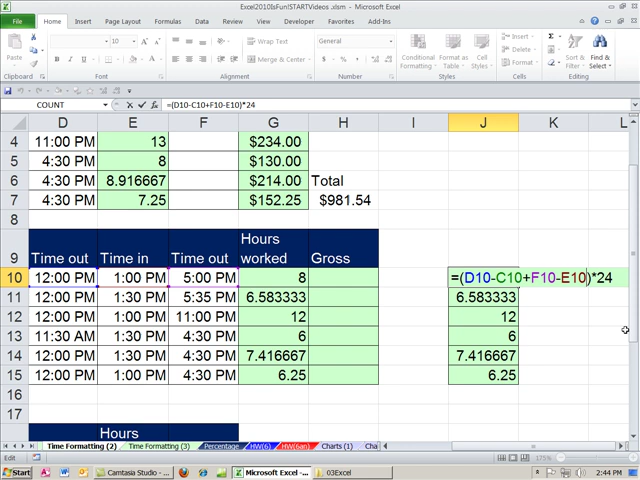 Excel2010IsFun!STARTVideos .xlsm - Microsoft Excel
File Home Insert Page Layout Formulas Data Review View Developer Foxit PDF Add-Ins
Paste
Clipboard
10 A A
B I U
Font
Wrap Text
Merge & Center
Alignment
General
$ % ,
Number
Conditional Formatting
Format as Table
Cell Styles
Styles
Insert
Delete
Format
Cells
Sort & Filter
Find & Select
Editing
COUNT =(D10-C10+F10-E10)*24
D E F G H I J K L
4 11:00 PM 13 $234.00
5 4:30 PM 8 $130.00
6 4:30 PM 8.916667 $214.00 Total
7 4:30 PM 7.25 $152.25 $981.54
8
9 Time out Time in Time out Hours worked Gross
10 12:00 PM 1:00 PM 5:00 PM 8 =(D10-C10+F10-E10)*24
11 12:00 PM 1:30 PM 5:35 PM 6.583333 6.583333
12 12:00 PM 1:00 PM 11:00 PM 12 12
13 11:30 AM 1:30 PM 4:30 PM 6 6
14 12:00 PM 1:30 PM 4:30 PM 7.416667 7.416667
15 12:00 PM 1:00 PM 4:30 PM 6.25 6.25
16
17
Hours
Time Formatting (2) Time Formatting (3) Percentage HW(6) HW(6an) Charts (1) Cha
Edit 175%
Start Camtasia Studio - ... Microsoft Excel -... 03Excel 2:44 PM